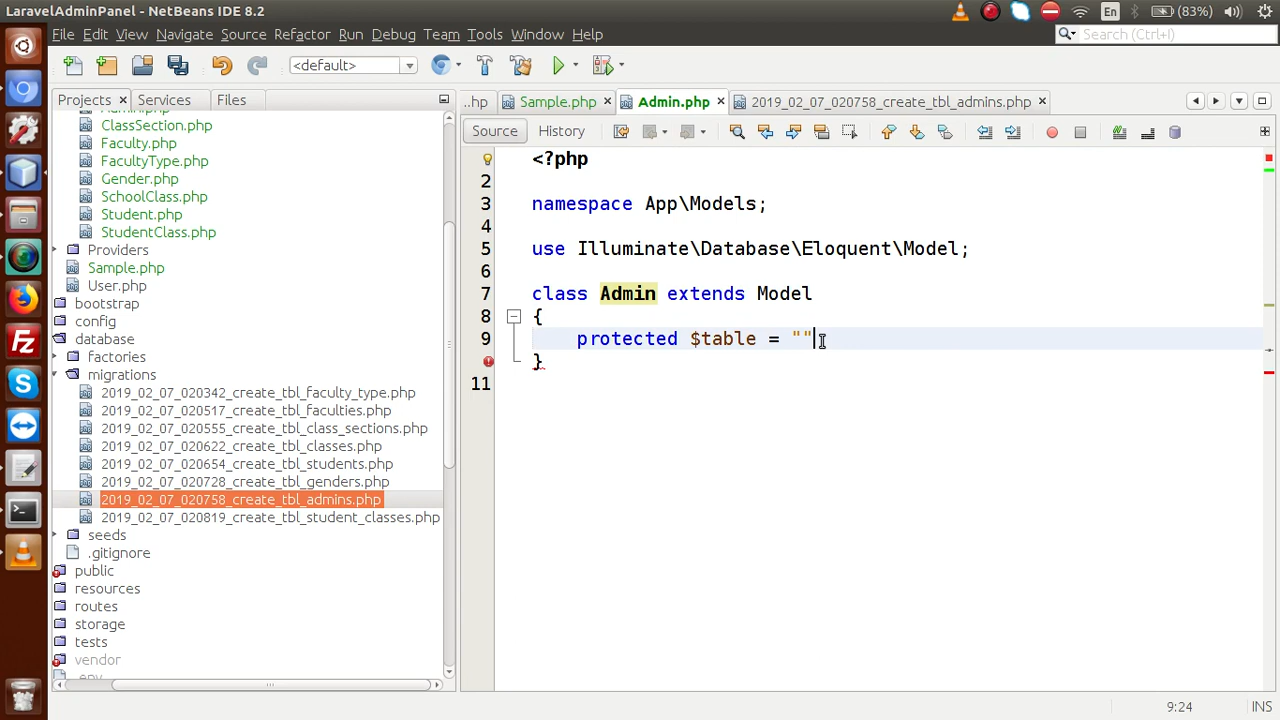 LaravelAdminPanel - NetBeans IDE 8.2
En
(83%)
File Edit View Navigate Source Refactor Run Debug Team Tools Window Help
Search (Ctrl+I)
<default>
Projects
Services
Files
..hp
Sample.php
Admin.php
2019_02_07_020758_create_tbl_admins.php
Source
History
Admin.php
ClassSection.php
Faculty.php
FacultyType.php
Gender.php
SchoolClass.php
Student.php
StudentClass.php
Providers
Sample.php
User.php
bootstrap
config
database
factories
migrations
2019_02_07_020342_create_tbl_faculty_type.php
2019_02_07_020517_create_tbl_faculties.php
2019_02_07_020555_create_tbl_class_sections.php
2019_02_07_020622_create_tbl_classes.php
2019_02_07_020654_create_tbl_students.php
2019_02_07_020728_create_tbl_genders.php
2019_02_07_020758_create_tbl_admins.php
2019_02_07_020819_create_tbl_student_classes.php
seeds
.gitignore
public
resources
routes
storage
tests
vendor
.env
<?php
2
3 namespace App\Models;
4
5 use Illuminate\Database\Eloquent\Model;
6
7 class Admin extends Model
8 {
9 protected $table = ""
}
11
9:24
INS